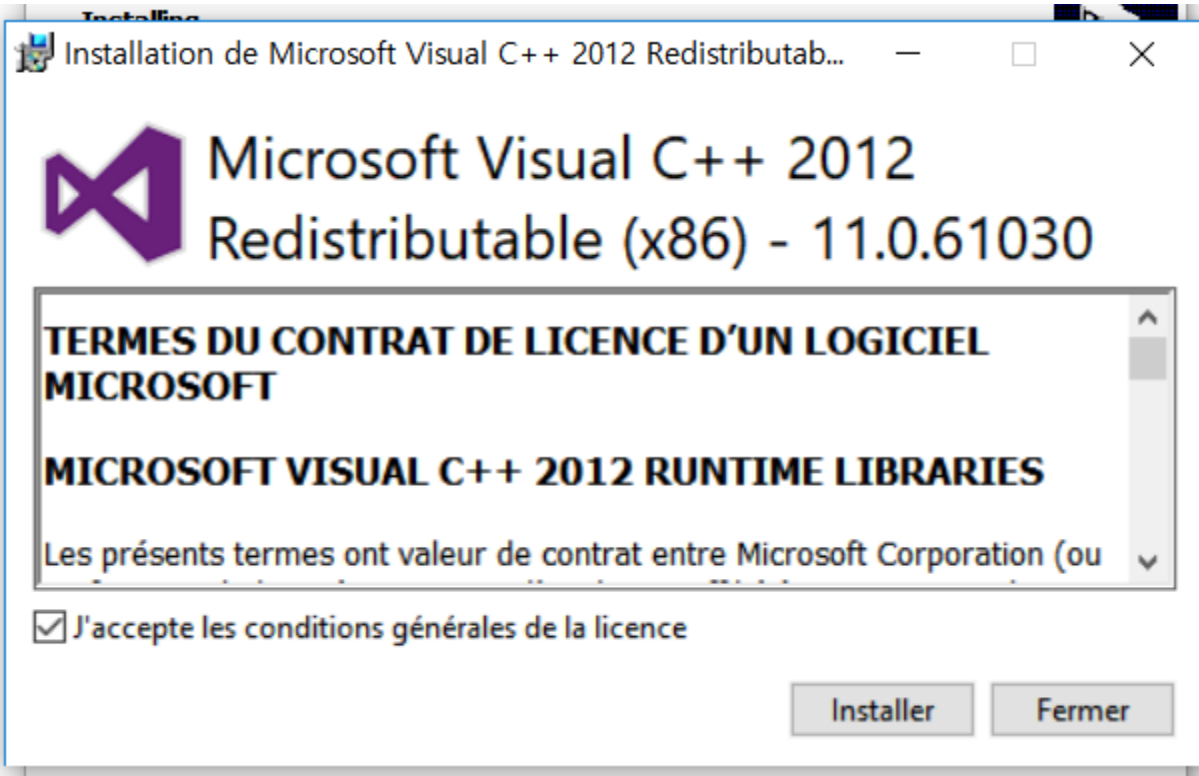 Installing
Installation de Microsoft Visual C++ 2012 Redistributab...
Microsoft Visual C++ 2012
Redistributable (x86) - 11.0.61030
TERMES DU CONTRAT DE LICENCE D’UN LOGICIEL
MICROSOFT
MICROSOFT VISUAL C++ 2012 RUNTIME LIBRARIES
Les présents termes ont valeur de contrat entre Microsoft Corporation (ou
J'accepte les conditions générales de la licence
Installer
Fermer